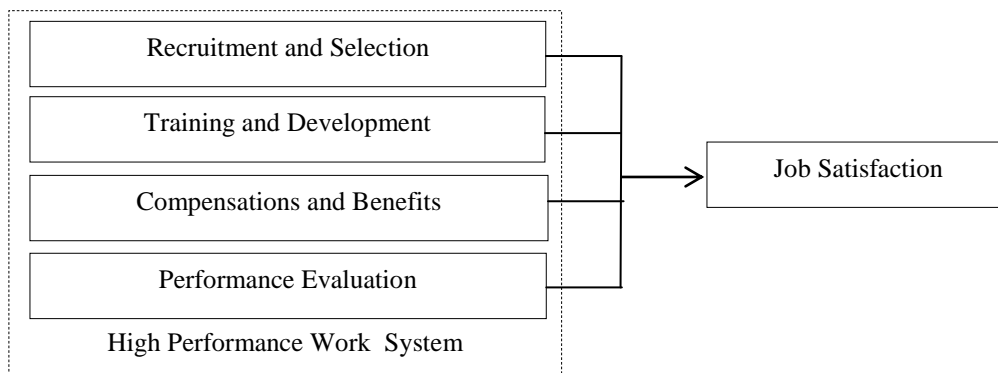 Recruitment and Selection
Training and Development
Compensations and Benefits
Performance Evaluation
High Performance Work System
Job Satisfaction